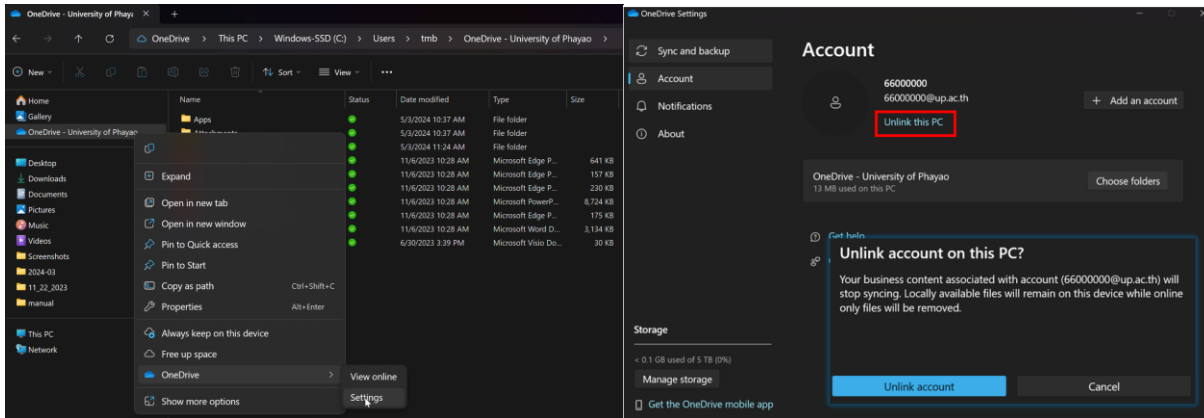 OneDrive - University of Phaya
OneDrive > This PC > Windows-SSD (C:) > Users > tmb > OneDrive - University of Phayao >
New
Sort
View
Home
Gallery
OneDrive - University of Phayao
Desktop
Downloads
Documents
Pictures
Music
Videos
Screenshots
2024-03
11_22_2023
manual
This PC
Network
Name Status Date modified Type Size
Apps 5/3/2024 10:37 AM File folder
Attachments 5/3/2024 10:37 AM File folder
5/3/2024 11:24 AM File folder
11/6/2023 10:28 AM Microsoft Edge P... 641 KB
11/6/2023 10:28 AM Microsoft Edge P... 157 KB
11/6/2023 10:28 AM Microsoft Edge P... 230 KB
11/6/2023 10:28 AM Microsoft PowerP... 8,724 KB
11/6/2023 10:28 AM Microsoft Edge P... 175 KB
11/6/2023 10:28 AM Microsoft Word D... 3,134 KB
6/30/2023 3:39 PM Microsoft Visio Do... 30 KB
Expand
Open in new tab
Open in new window
Pin to Quick access
Pin to Start
Copy as path Ctrl+Shift+C
Properties Alt+Enter
Always keep on this device
Free up space
OneDrive
Show more options
View online
Settings
OneDrive Settings
Sync and backup
Account
Notifications
About
Storage
< 0.1 GB used of 5 TB (0%)
Manage storage
Get the OneDrive mobile app
Account
66000000
66000000@up.ac.th
Unlink this PC
+ Add an account
OneDrive - University of Phayao
13 MB used on this PC
Choose folders
Get help
Unlink account on this PC?
Your business content associated with account (66000000@up.ac.th) will
stop syncing. Locally available files will remain on this device while online
only files will be removed.
Unlink account
Cancel